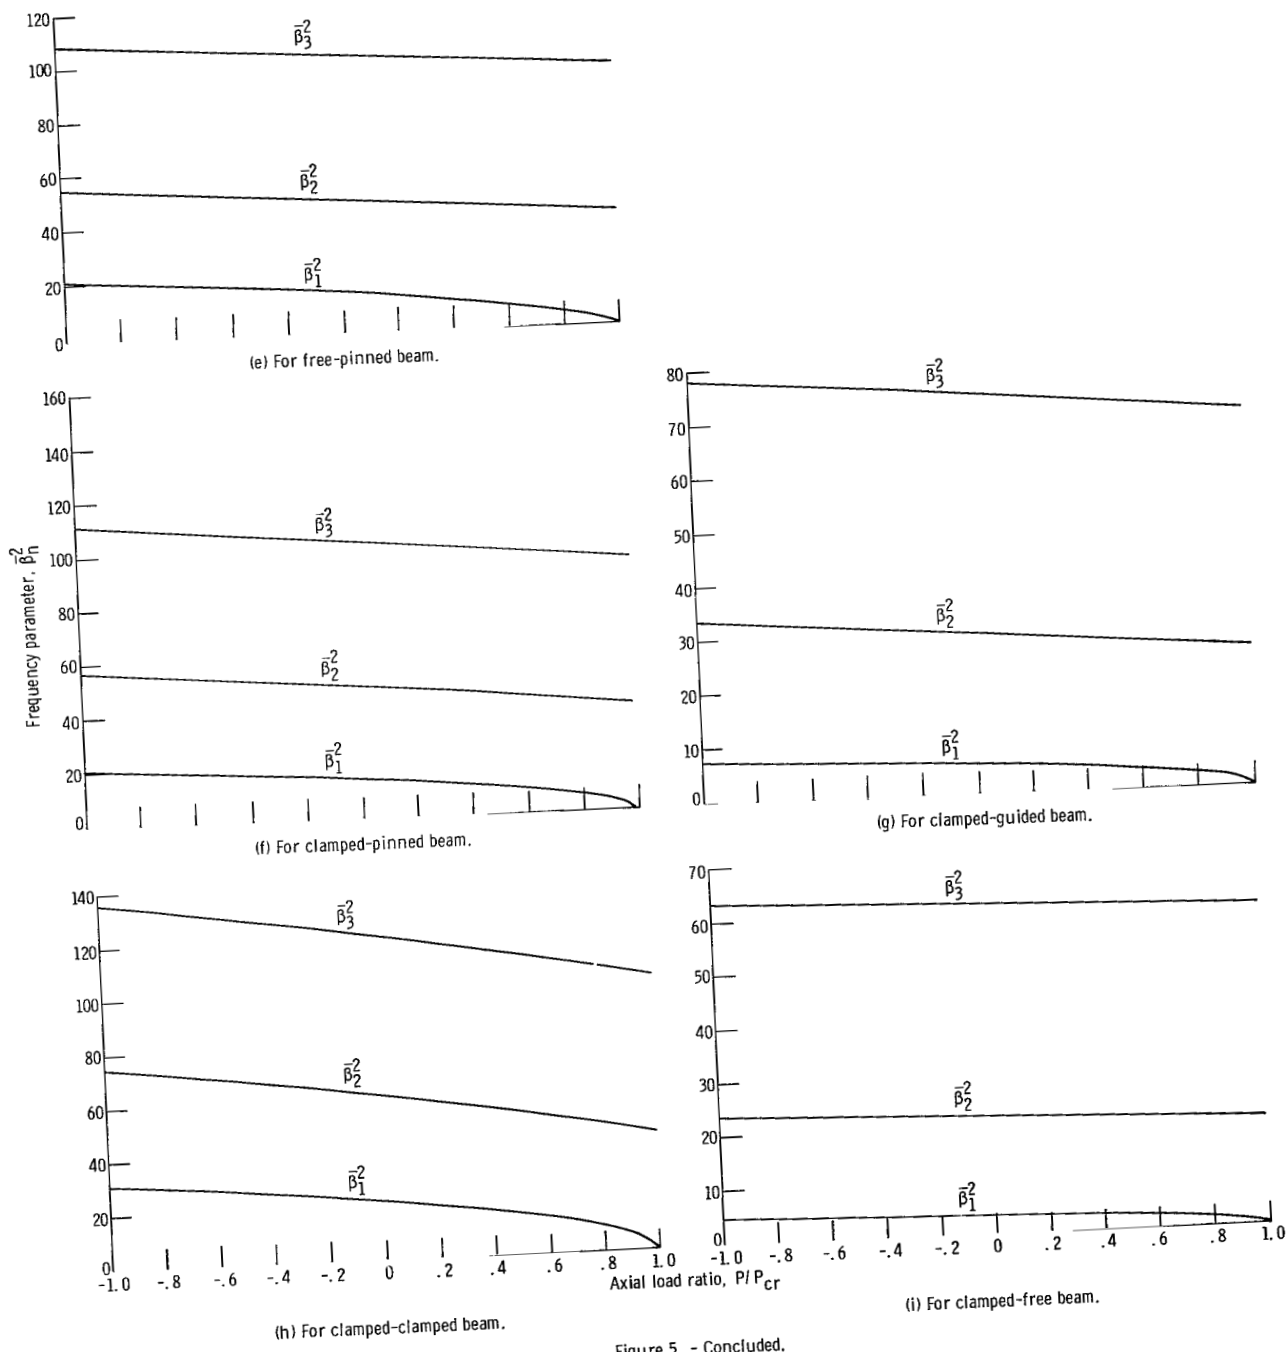 120
100
80
60
40
20
0
β̄₃²
β̄₂²
β̄₁²
(e) For free-pinned beam.
Frequency parameter, β̄ₙ²
160
140
120
100
80
60
40
20
0
β̄₃²
β̄₂²
β̄₁²
(f) For clamped-pinned beam.
80
70
60
50
40
30
20
10
0
β̄₃²
β̄₂²
β̄₁²
(g) For clamped-guided beam.
140
120
100
80
60
40
20
0
β̄₃²
β̄₂²
β̄₁²
-1.0 -.8 -.6 -.4 -.2 0 .2 .4 .6 .8 1.0
(h) For clamped-clamped beam.
70
60
50
40
30
20
10
0
β̄₃²
β̄₂²
β̄₁²
-1.0 -.8 -.6 -.4 -.2 0 .2 .4 .6 .8 1.0
Axial load ratio, P/Pcr
(i) For clamped-free beam.
Figure 5. - Concluded.